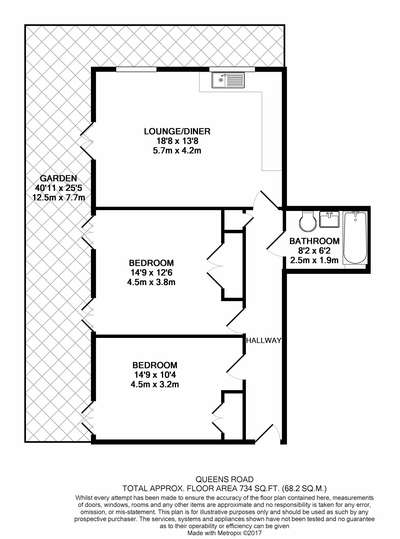 LOUNGE/DINER
18'8 x 13'8
5.7m x 4.2m
GARDEN
40'11 x 25'5
12.5m x 7.7m
BATHROOM
8'2 x 6'2
2.5m x 1.9m
BEDROOM
14'9 x 12'6
4.5m x 3.8m
HALLWAY
BEDROOM
14'9 x 10'4
4.5m x 3.2m
QUEENS ROAD
TOTAL APPROX. FLOOR AREA 734 SQ.FT. (68.2 SQ.M.)
Whilst every attempt has been made to ensure the accuracy of the floor plan contained here, measurements
of doors, windows, rooms and any other items are approximate and no responsibility is taken for any error,
omission, or mis-statement. This plan is for illustrative purposes only and should be used as such by any
prospective purchaser. The services, systems and appliances shown have not been tested and no guarantee
as to their operability or efficiency can be given
Made with Metropix ©2017